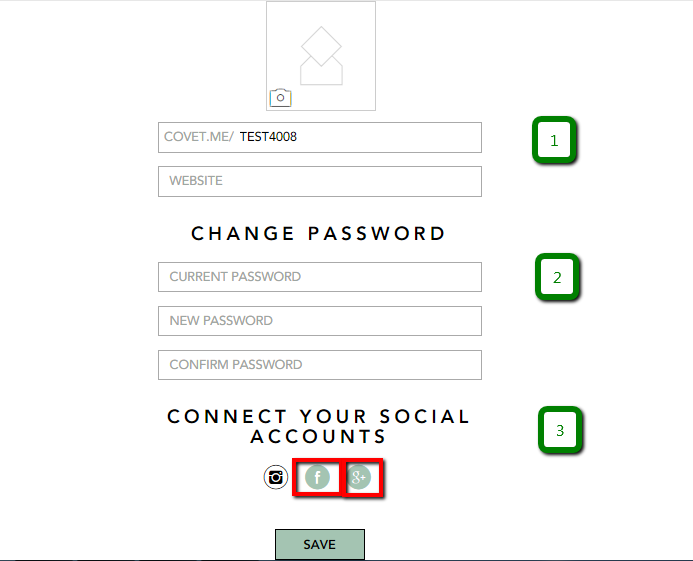 COVET.ME/ TEST4008
1
WEBSITE
CHANGE PASSWORD
CURRENT PASSWORD
2
NEW PASSWORD
CONFIRM PASSWORD
CONNECT YOUR SOCIAL
ACCOUNTS
3
f g+
SAVE